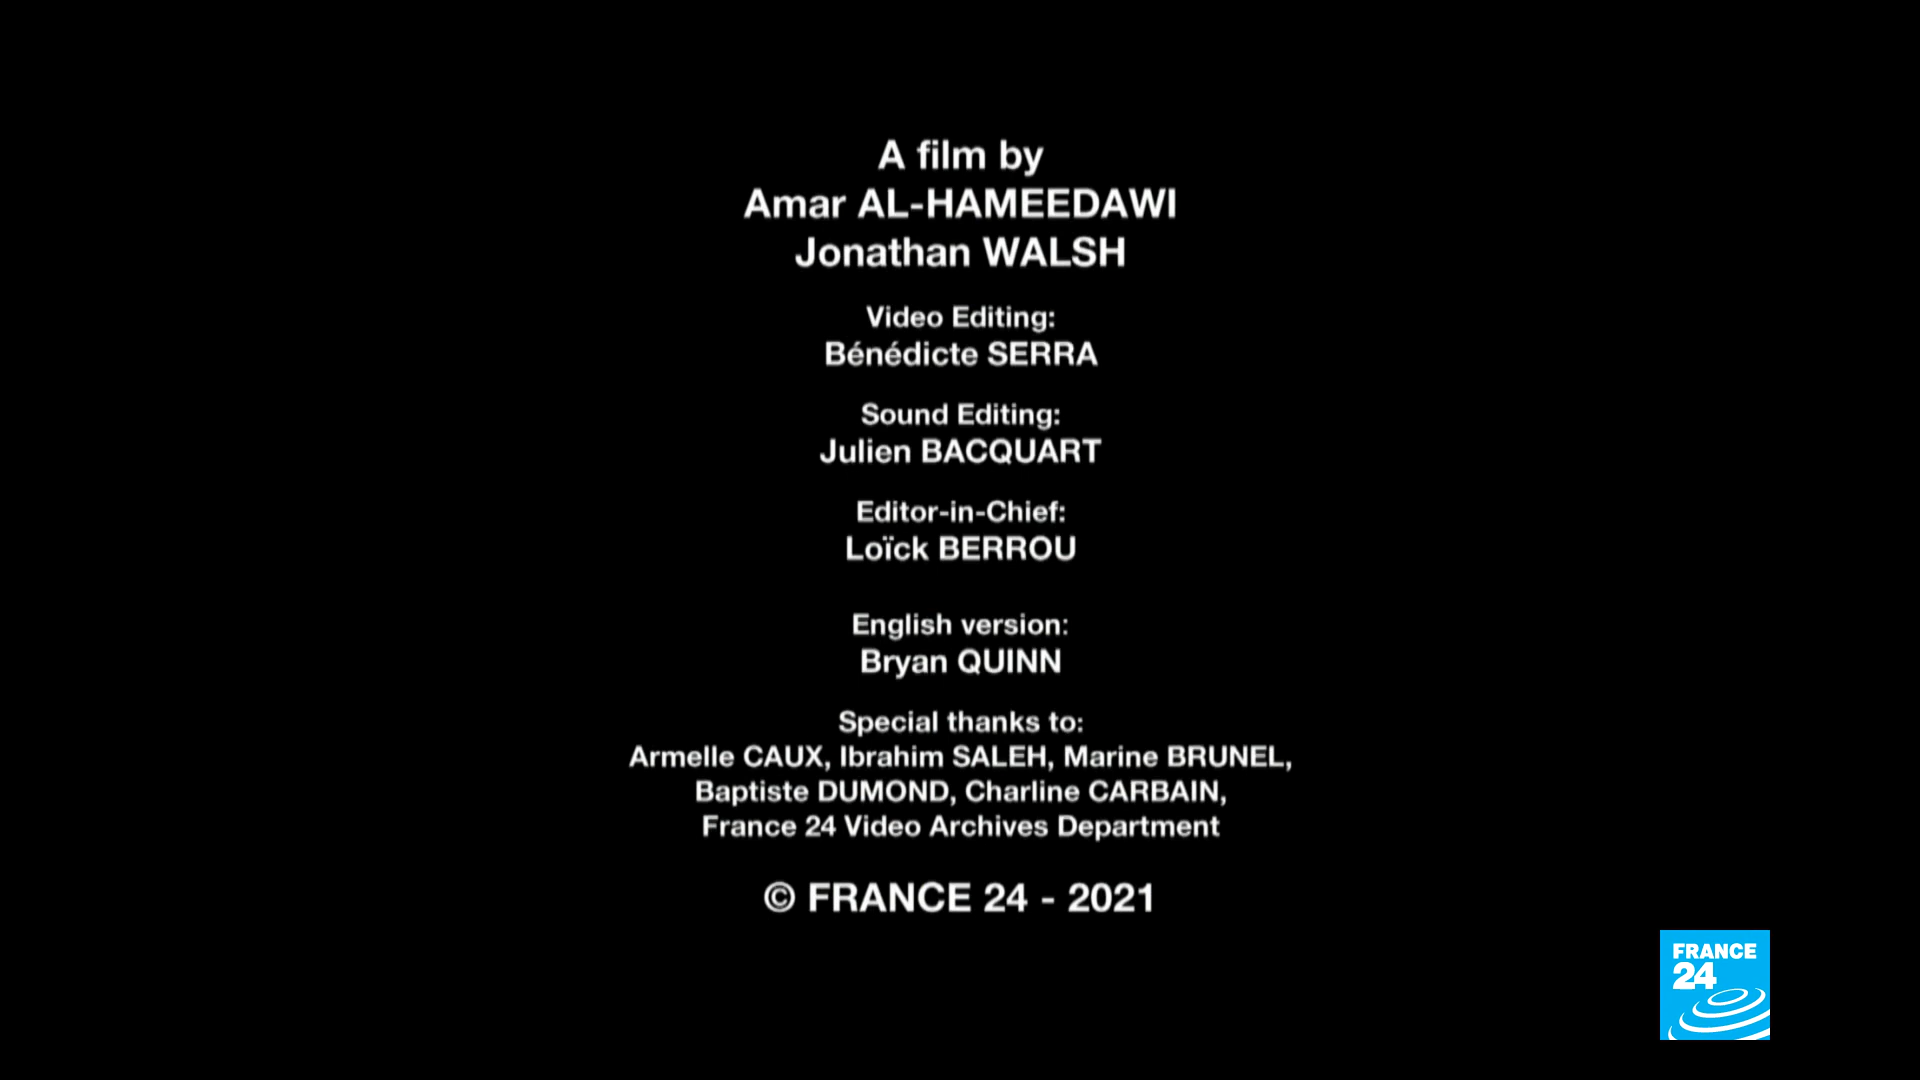 A film by
Amar AL-HAMEEDAWI
Jonathan WALSH
Video Editing:
Bénédicte SERRA
Sound Editing:
Julien BACQUART
Editor-in-Chief:
Loïck BERROU
English version:
Bryan QUINN
Special thanks to:
Armelle CAUX, Ibrahim SALEH, Marine BRUNEL,
Baptiste DUMOND, Charline CARBAIN,
France 24 Video Archives Department
© FRANCE 24 - 2021
FRANCE
24